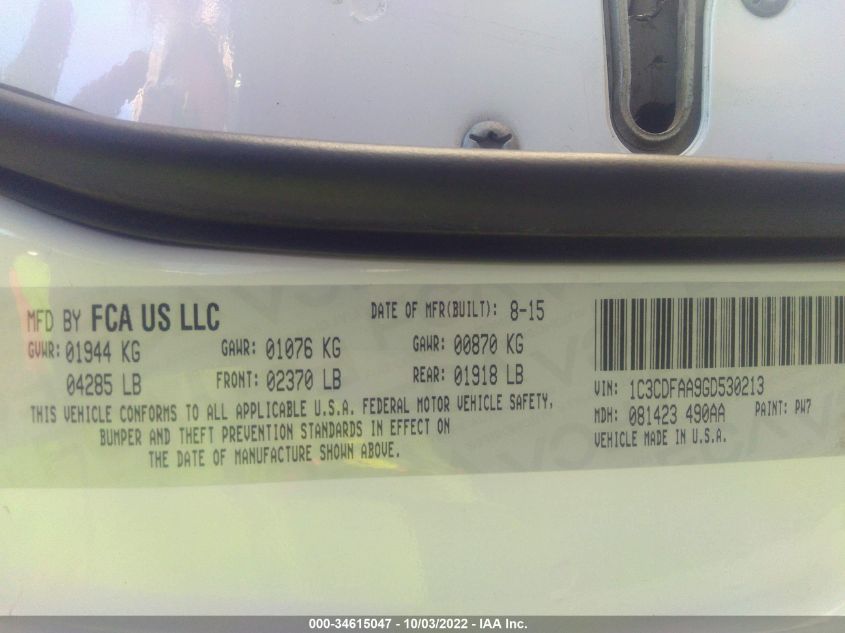 MFD BY FCA US LLC DATE OF MFR(BUILT): 8-15
GVWR: 01944 KG GAWR: 01076 KG GAWR: 00870 KG
04285 LB FRONT: 02370 LB REAR: 01918 LB
THIS VEHICLE CONFORMS TO ALL APPLICABLE U.S.A. FEDERAL MOTOR VEHICLE SAFETY,
BUMPER AND THEFT PREVENTION STANDARDS IN EFFECT ON
THE DATE OF MANUFACTURE SHOWN ABOVE.
VIN: 1C3CDFAA9GD530213
MDH: 081423 490AA PAINT: PW7
VEHICLE MADE IN U.S.A.
000-34615047 - 10/03/2022 - IAA Inc.